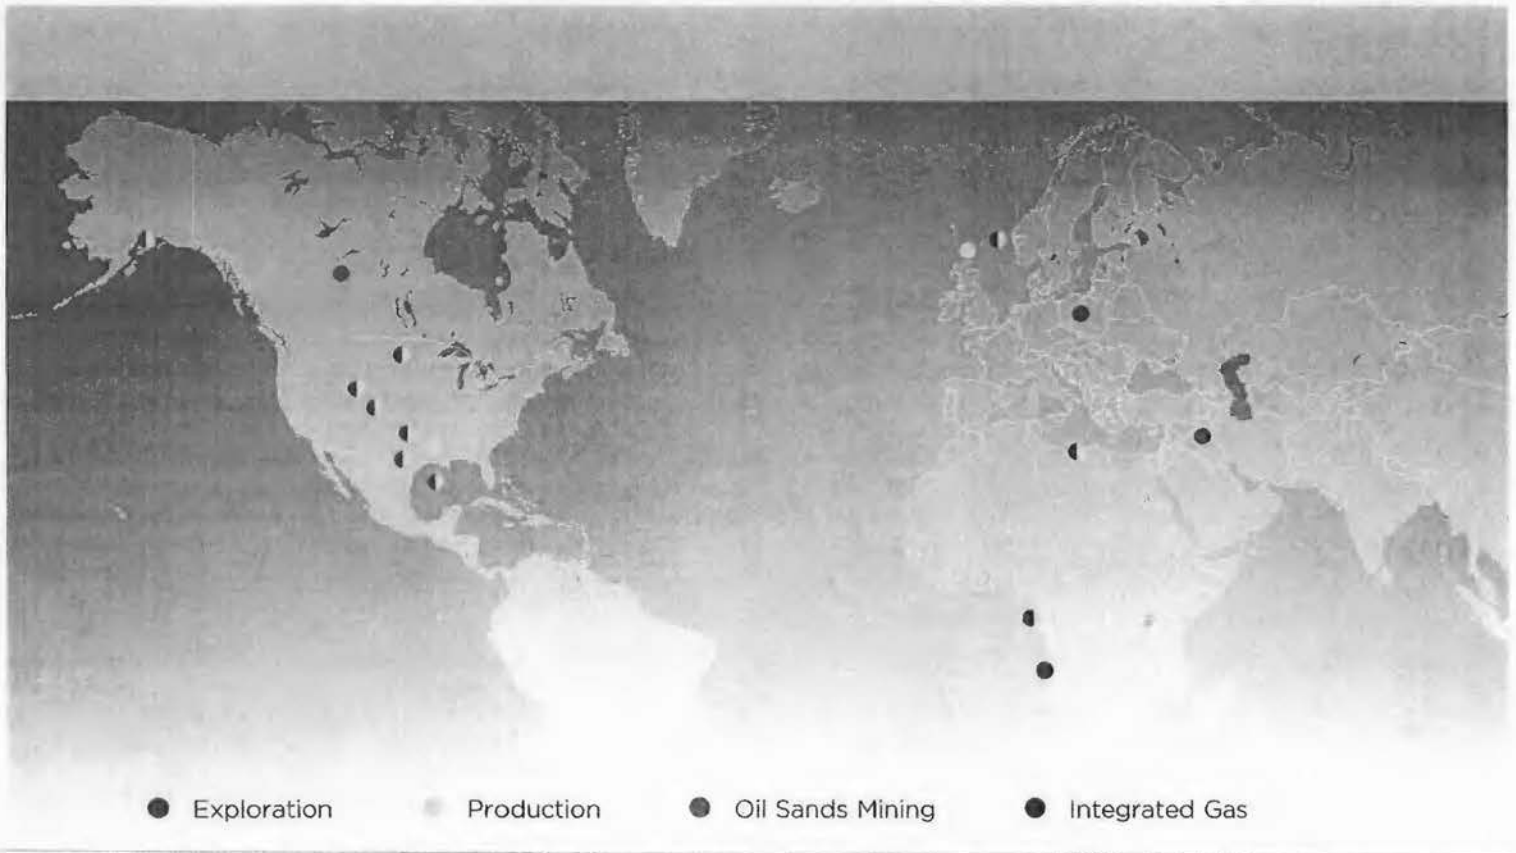 Exploration
Production
Oil Sands Mining
Integrated Gas